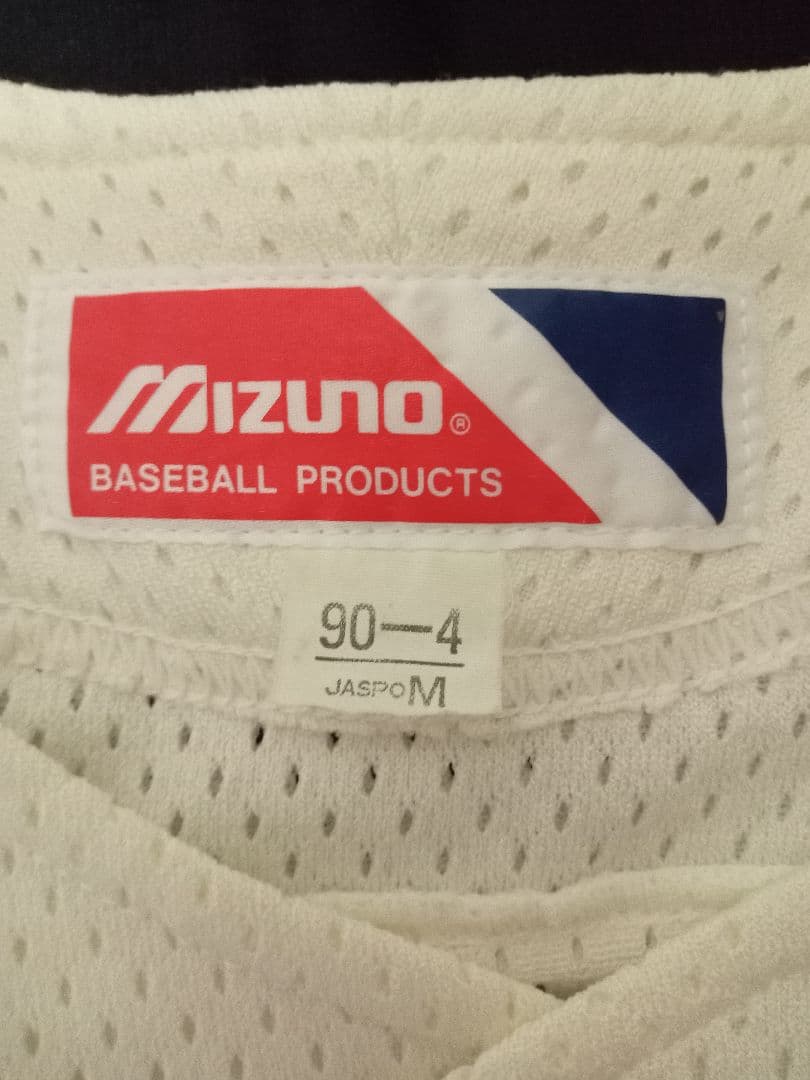 MIZUNO®
BASEBALL PRODUCTS
90-4
JASPO M